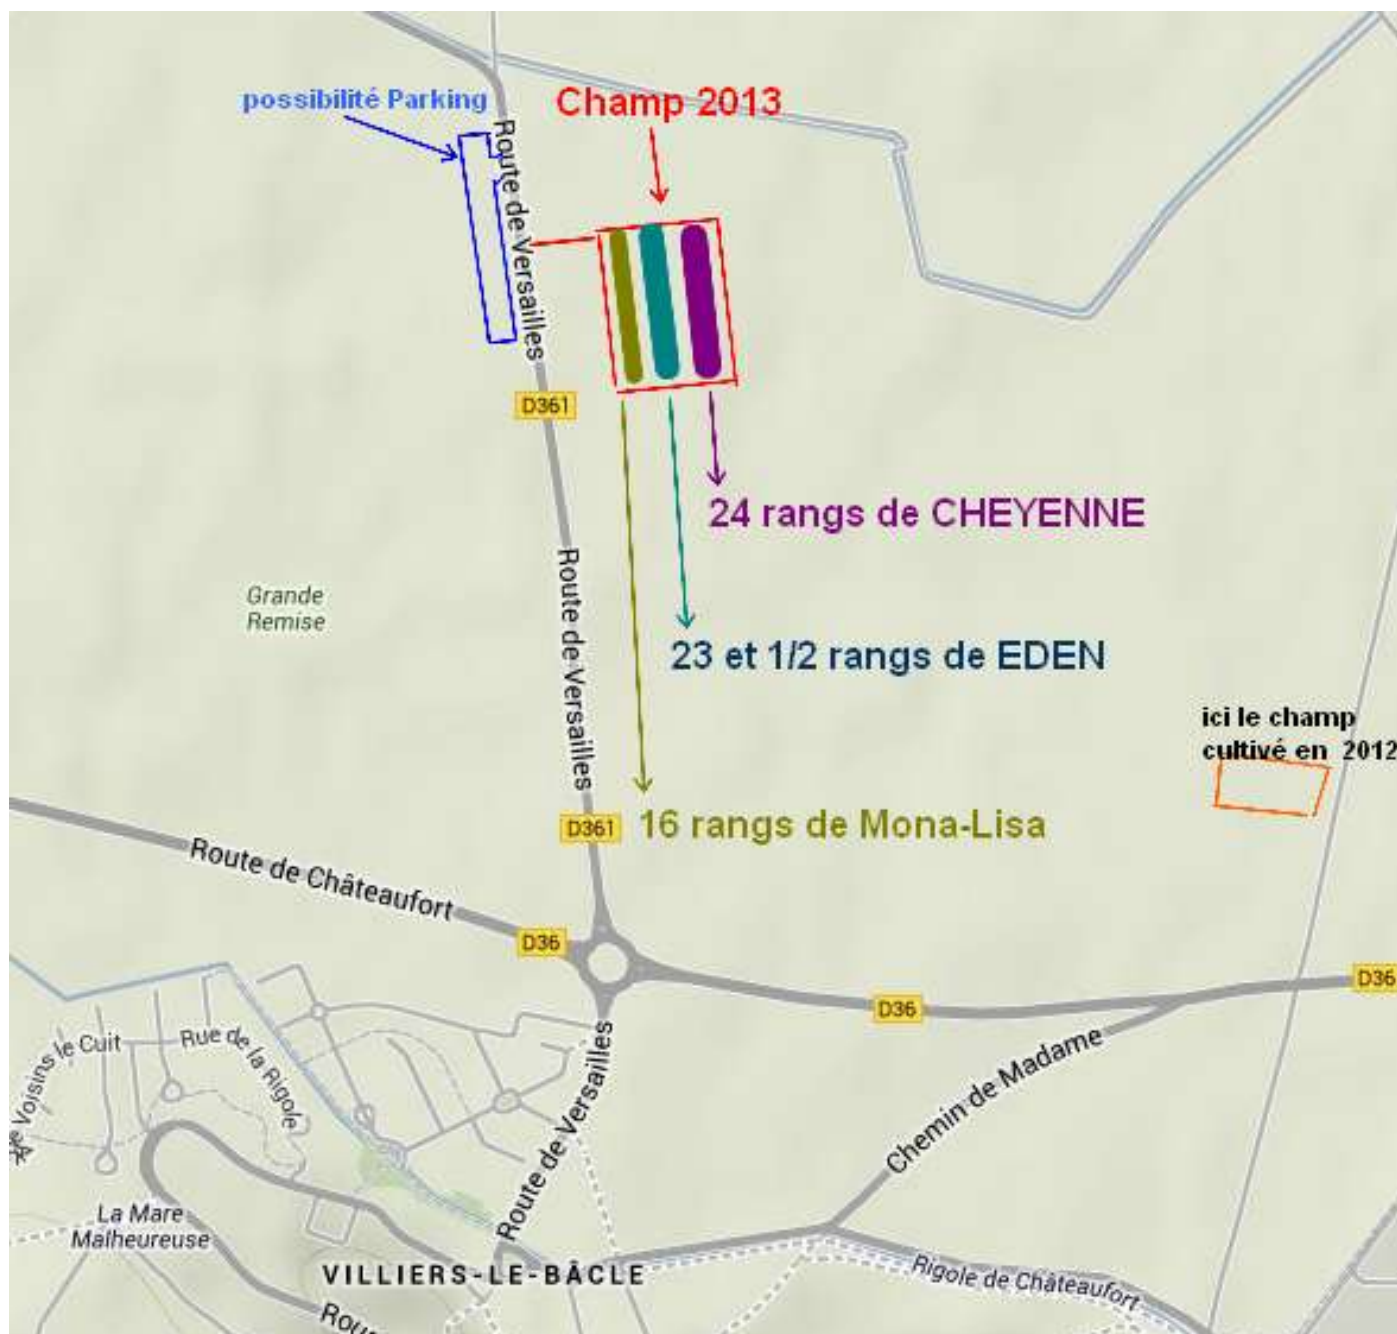 possibilité Parking
Champ 2013
Route de Versailles
D361
24 rangs de CHEYENNE
Route de Versailles
Grande
Remise
23 et 1/2 rangs de EDEN
ici le champ
cultivé en 2012
D361
16 rangs de Mona-Lisa
Route de Châteaufort
D36
D36
D36
Rue de la Rigole
Voisins le Cuit
Route de Versailles
Chemin de Madame
La Mare
Malheureuse
VILLIERS-LE-BÂCLE
Rigole de Châteaufort